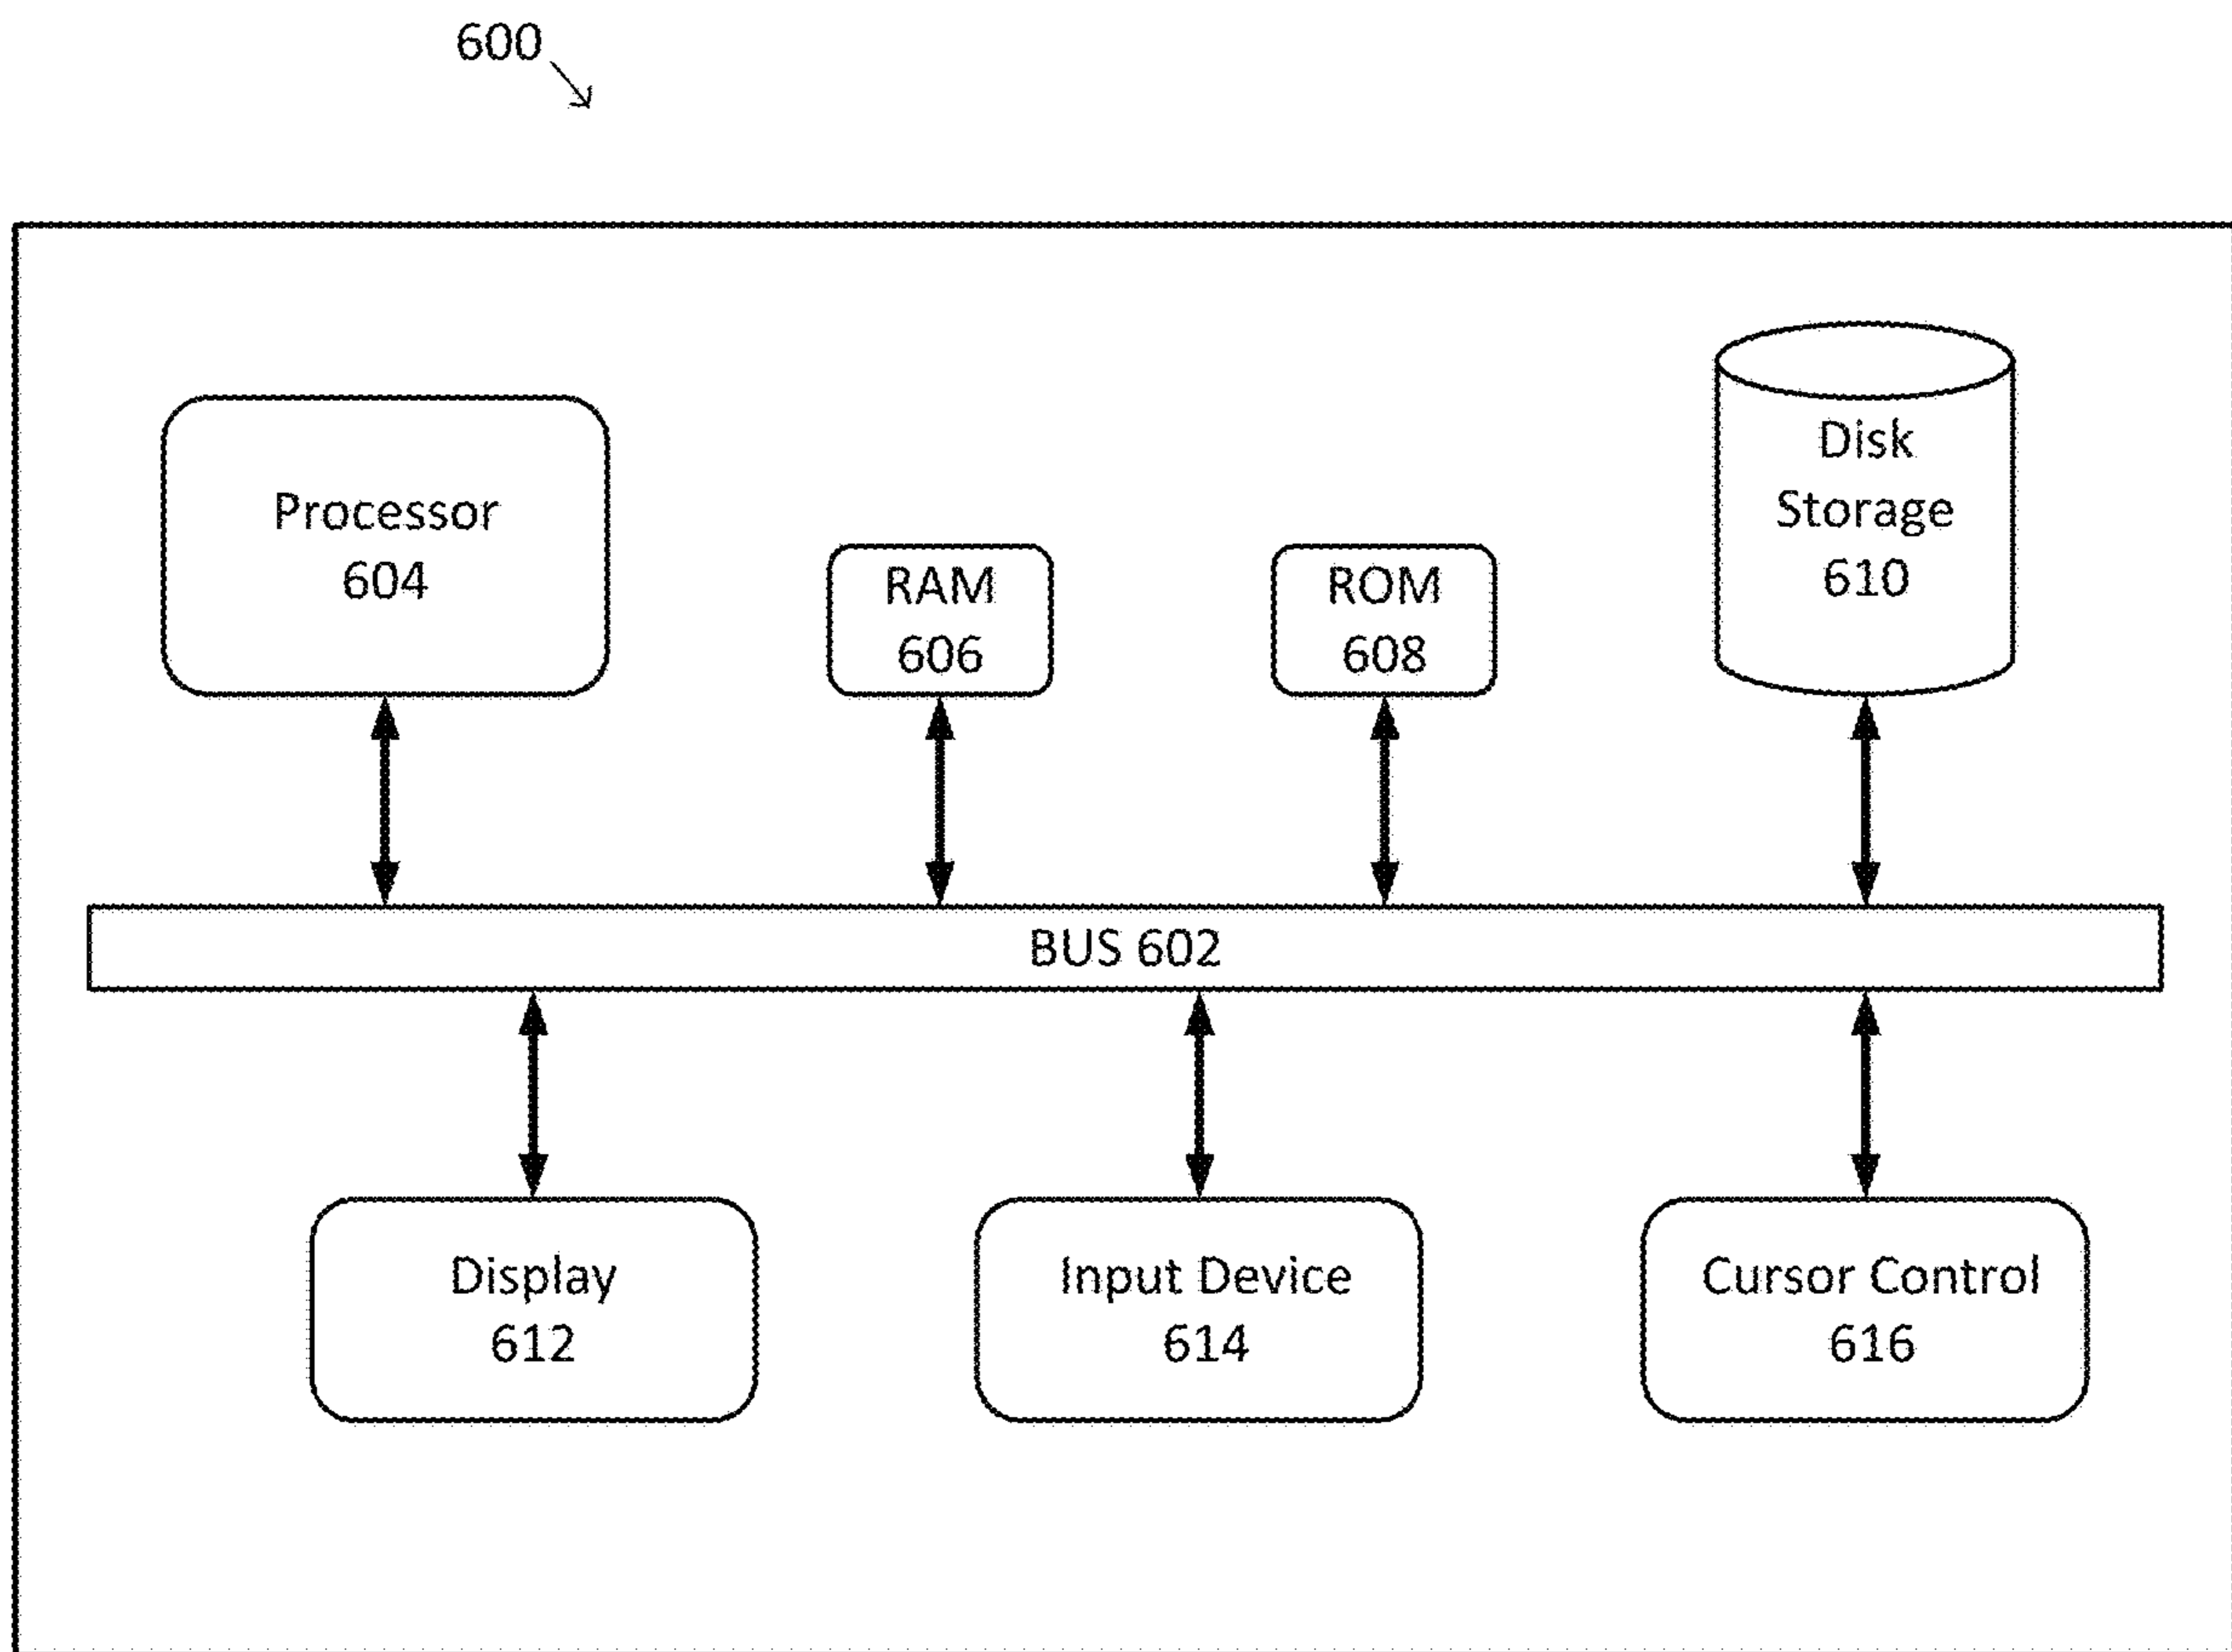 600
Processor
604
RAM
606
ROM
608
Disk
Storage
610
BUS 602
Display
612
Input Device
614
Cursor Control
616